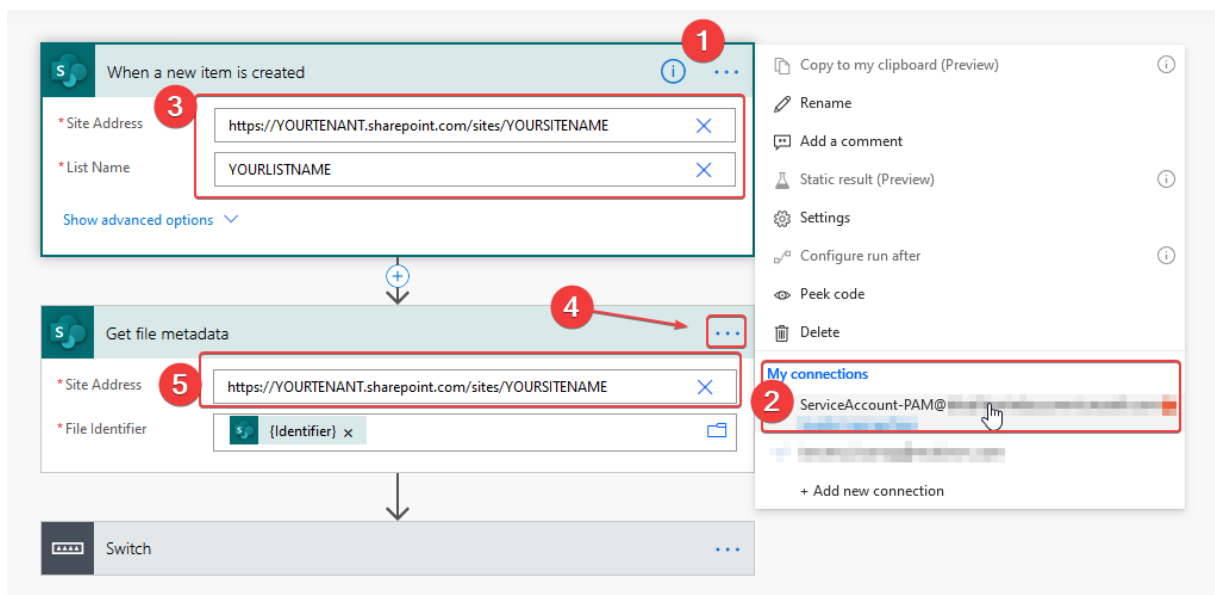 1
When a new item is created
3
* Site Address
https://YOURTENANT.sharepoint.com/sites/YOURSITENAME
* List Name
YOURLISTNAME
Show advanced options
4
Get file metadata
* Site Address
5
https://YOURTENANT.sharepoint.com/sites/YOURSITENAME
* File Identifier
{Identifier}
Switch
Copy to my clipboard (Preview)
Rename
Add a comment
Static result (Preview)
Settings
Configure run after
Peek code
Delete
My connections
2
ServiceAccount-PAM@
+ Add new connection